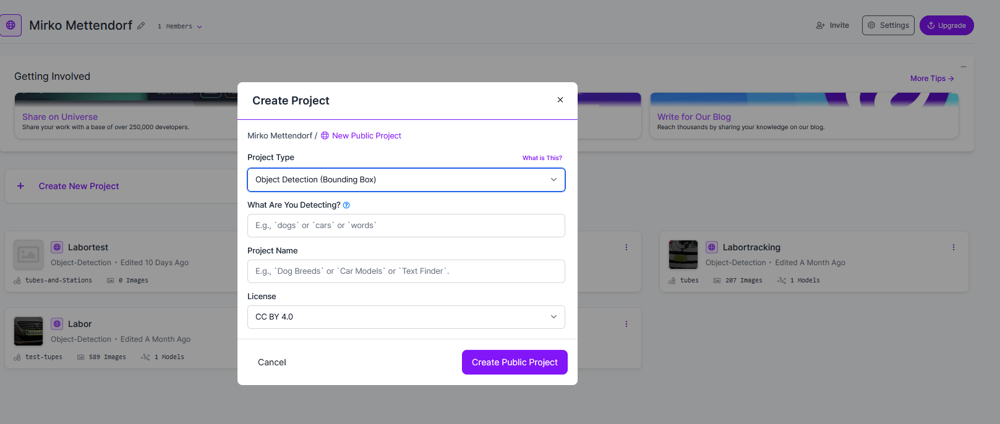 Mirko Mettendorf
1 Members
Invite
Settings
Upgrade
Getting Involved
More Tips →
Share on Universe
Share your work with a base of over 250,000 developers.
Write for Our Blog
Reach thousands by sharing your knowledge on our blog.
+ Create New Project
Create Project
Mirko Mettendorf / New Public Project
Project Type
What is This?
Object Detection (Bounding Box)
What Are You Detecting?
E.g., `dogs` or `cars` or `words`
Project Name
E.g., `Dog Breeds` or `Car Models` or `Text Finder`.
License
CC BY 4.0
Cancel
Create Public Project
Labortest
Object-Detection • Edited 10 Days Ago
tubes-and-Stations 0 Images
Labortracking
Object-Detection • Edited A Month Ago
tubes 207 Images 1 Models
Labor
Object-Detection • Edited A Month Ago
test-tupes 589 Images 1 Models